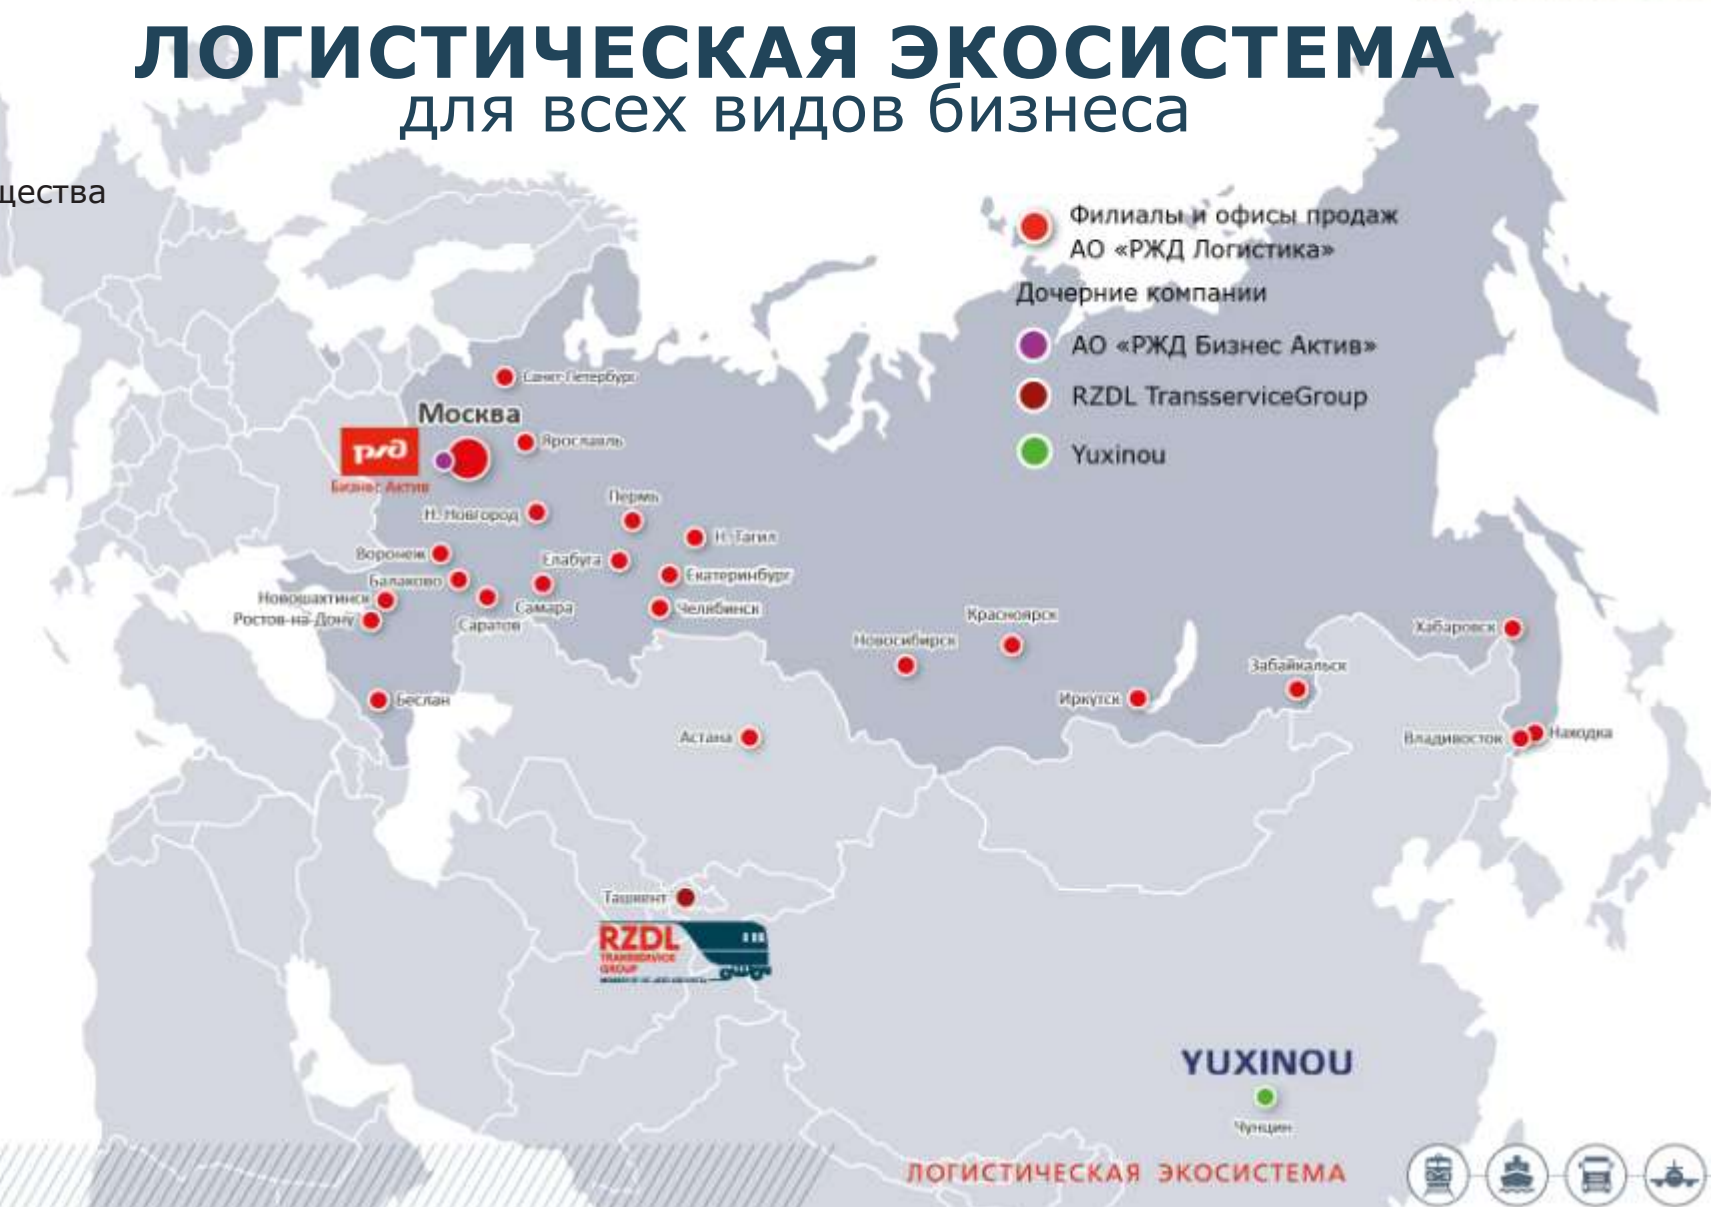 ЛОГИСТИЧЕСКАЯ ЭКОСИСТЕМА
для всех видов бизнеса
щества
Филиалы и офисы продаж
АО «РЖД Логистика»
Дочерние компании
АО «РЖД Бизнес Актив»
RZDL TransserviceGroup
Yuxinou
Санкт-Петербург
Москва
ржд
Бизнес Актив
Ярославль
Н. Новгород
Пермь
Н. Тагил
Воронеж
Елабуга
Екатеринбург
Балаково
Новошахтинск
Самара
Челябинск
Ростов-на-Дону
Саратов
Красноярск
Новосибирск
Хабаровск
Забайкальск
Беслан
Иркутск
Астана
Владивосток
Находка
Ташкент
RZDL
TRANSSERVICE
GROUP
YUXINOU
Чунцин
ЛОГИСТИЧЕСКАЯ ЭКОСИСТЕМА